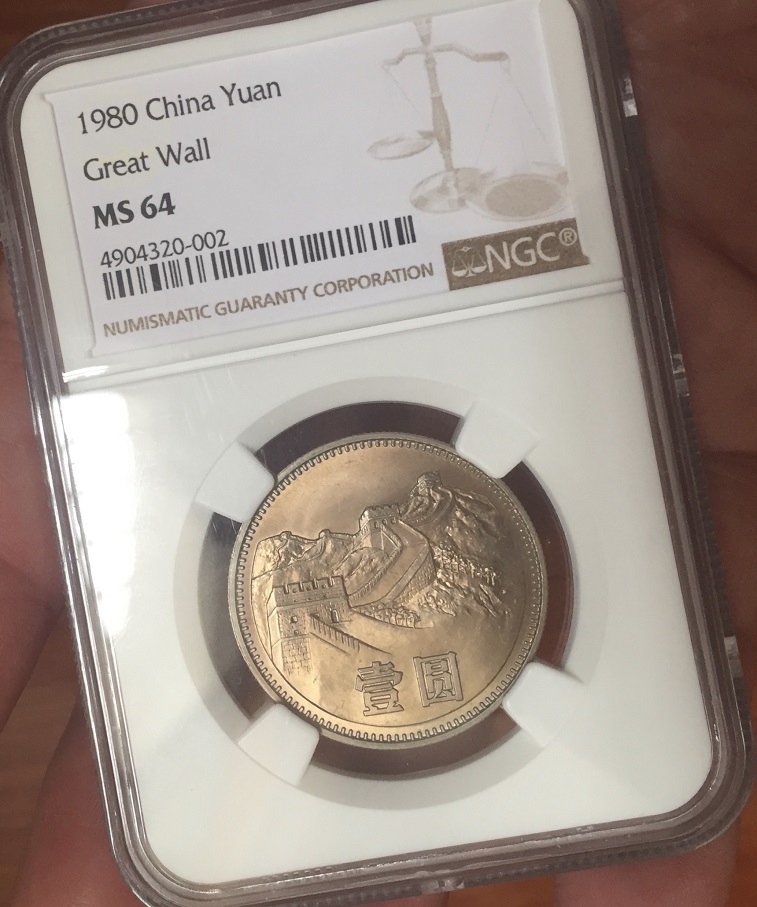 1980 China Yuan
Great Wall
MS 64
4904320-002
NGC®
NUMISMATIC GUARANTY CORPORATION
壹圆